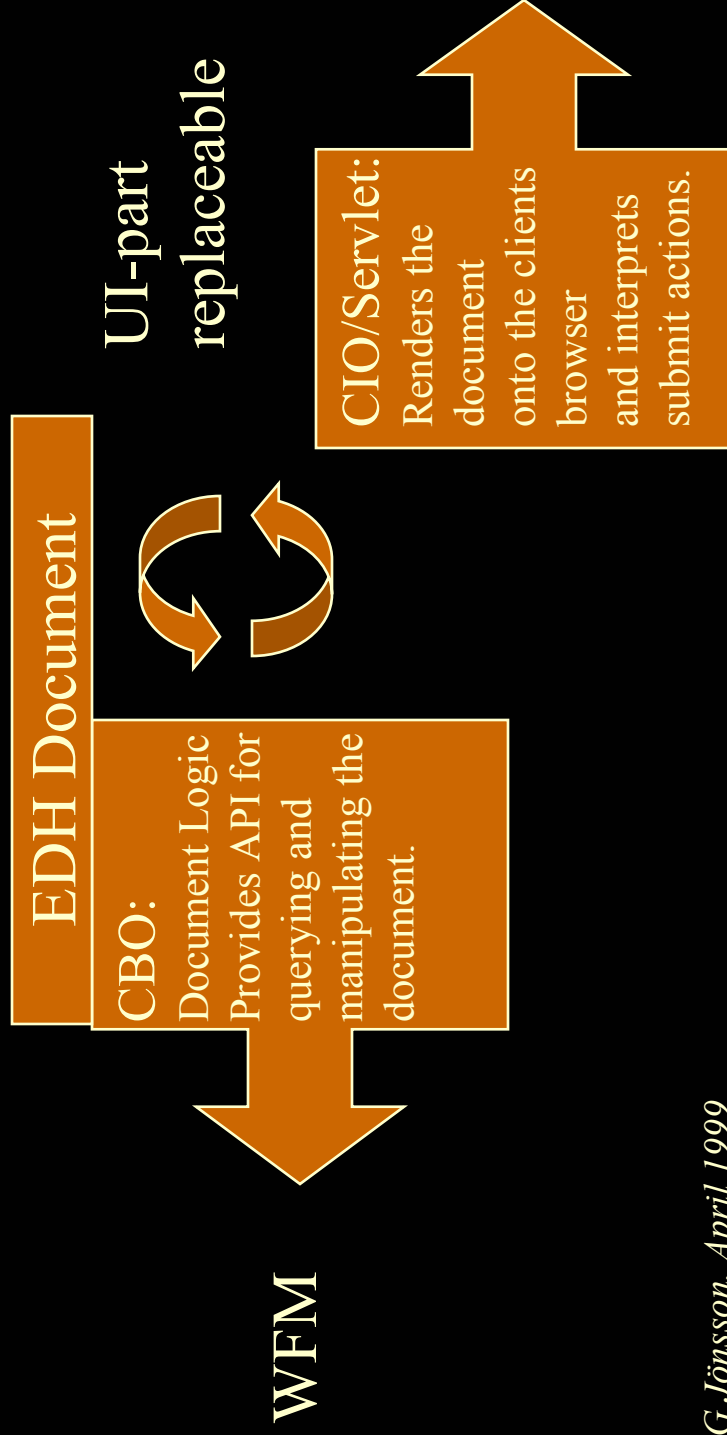 EDH Document
UI-part
replaceable
CBO:
Document Logic
Provides API for
querying and
manipulating the
document.
WFM
CIO/Servlet:
Renders the
document
onto the clients
browser
and interprets
submit actions.
G.Jönsson, April 1999